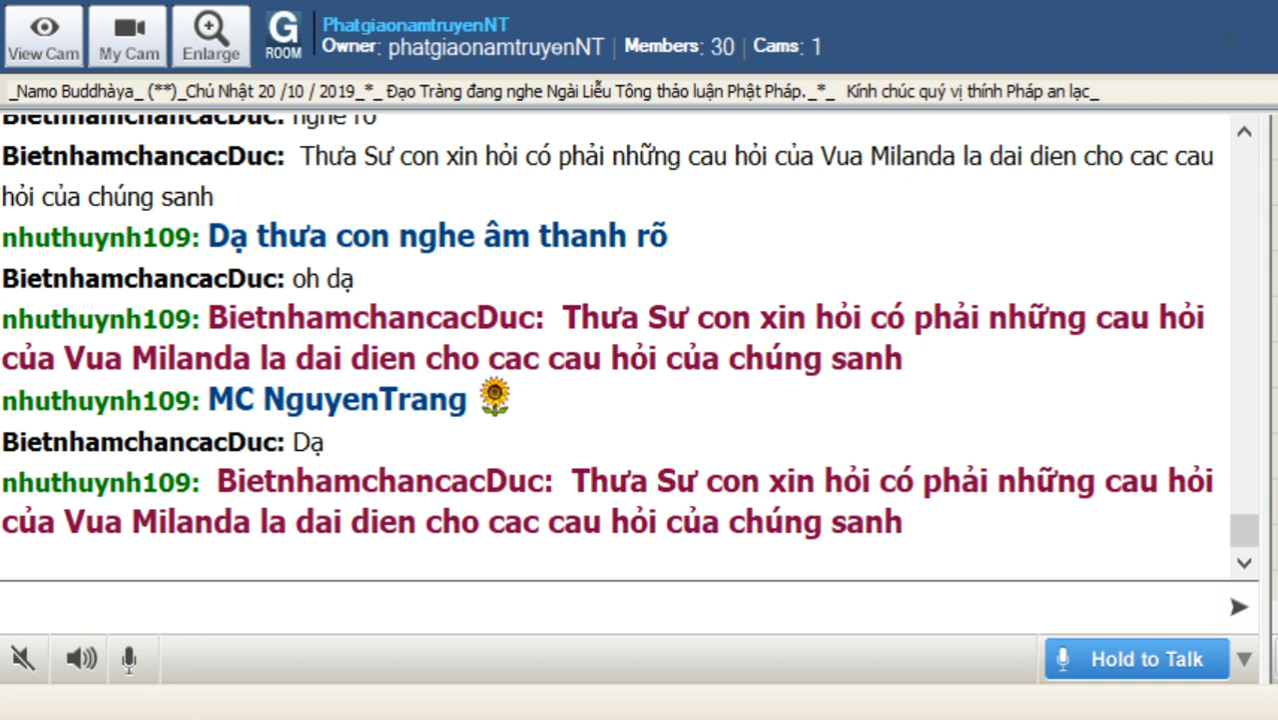 View Cam
My Cam
Enlarge
G
ROOM
PhatgiaonamtruyenNT
Owner: phatgiaonamtruyenNT | Members: 30 | Cams: 1
_Namo Buddhàya_ (**)_Chủ Nhật 20 /10 / 2019_*_ Đạo Tràng đang nghe Ngài Liễu Tông thảo luận Phật Pháp._*_ Kính chúc quý vị thính Pháp an lạc_
BietnhamchancacDuc: nghe rõ
BietnhamchancacDuc: Thưa Sư con xin hỏi có phải những cau hỏi của Vua Milanda la dai dien cho cac cau
hỏi của chúng sanh
nhuthuynh109: Dạ thưa con nghe âm thanh rõ
BietnhamchancacDuc: oh dạ
nhuthuynh109: BietnhamchancacDuc: Thưa Sư con xin hỏi có phải những cau hỏi
của Vua Milanda la dai dien cho cac cau hỏi của chúng sanh
nhuthuynh109: MC NguyenTrang
BietnhamchancacDuc: Dạ
nhuthuynh109: BietnhamchancacDuc: Thưa Sư con xin hỏi có phải những cau hỏi
của Vua Milanda la dai dien cho cac cau hỏi của chúng sanh
Hold to Talk